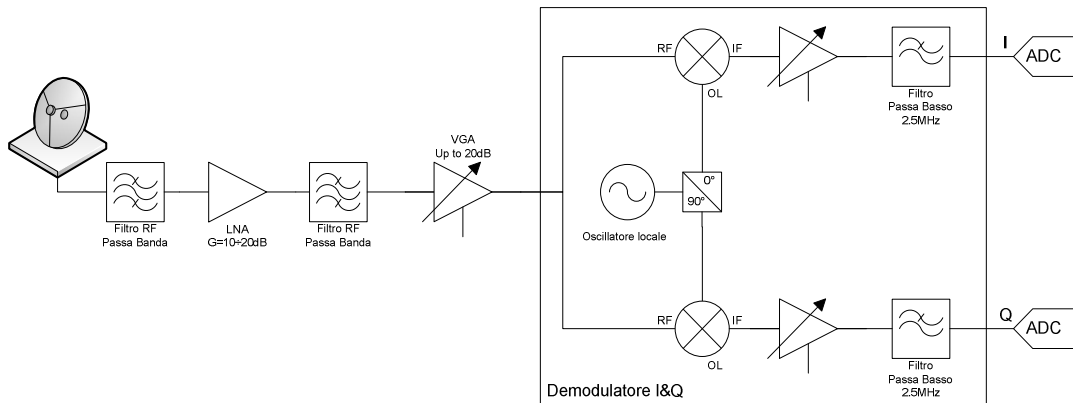 Filtro RF
Passa Banda
LNA
G=10÷20dB
Filtro RF
Passa Banda
VGA
Up to 20dB
RF
IF
OL
Filtro
Passa Basso
2.5MHz
I
ADC
Oscillatore locale
0°
90°
RF
IF
OL
Filtro
Passa Basso
2.5MHz
Q
ADC
Demodulatore I&Q